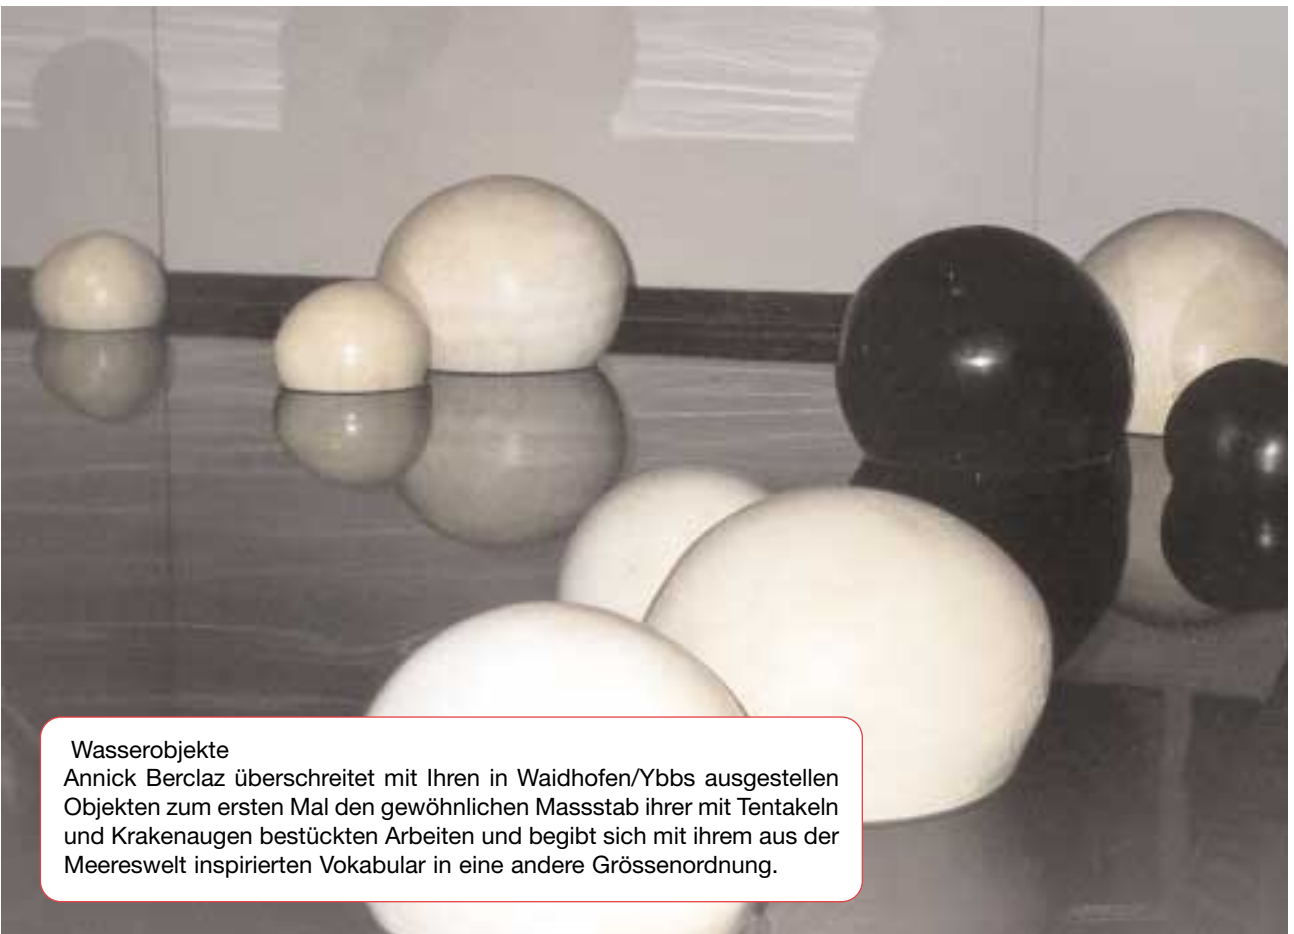 Wasserobjekte
Annick Berclaz überschreitet mit Ihren in Waidhofen/Ybbs ausgestellen
Objekten zum ersten Mal den gewöhnlichen Massstab ihrer mit Tentakeln
und Krakenaugen bestückten Arbeiten und begibt sich mit ihrem aus der
Meereswelt inspirierten Vokabular in eine andere Grössenordnung.